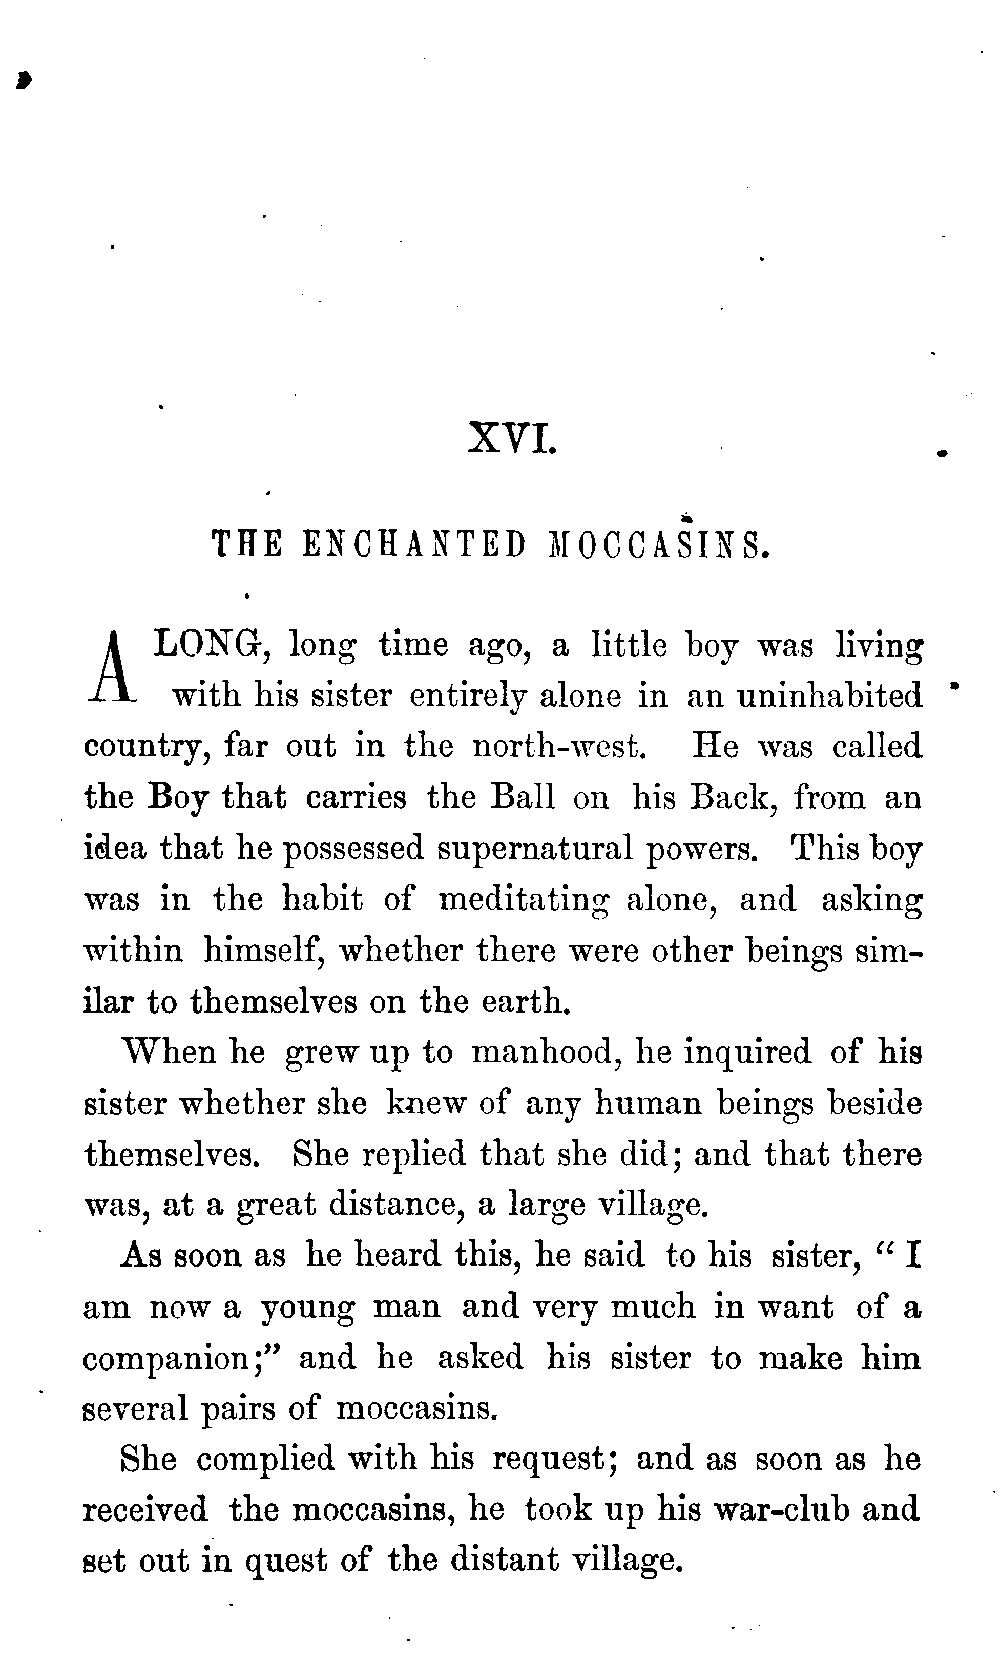 XVI.
THE ENCHANTED MOCCASINS.
A LONG, long time ago, a little boy was living
with his sister entirely alone in an uninhabited
country, far out in the north-west. He was called
the Boy that carries the Ball on his Back, from an
idea that he possessed supernatural powers. This boy
was in the habit of meditating alone, and asking
within himself, whether there were other beings sim-
ilar to themselves on the earth.
When he grew up to manhood, he inquired of his
sister whether she knew of any human beings beside
themselves. She replied that she did; and that there
was, at a great distance, a large village.
As soon as he heard this, he said to his sister, “ I
am now a young man and very much in want of a
companion;” and he asked his sister to make him
several pairs of moccasins.
She complied with his request; and as soon as he
received the moccasins, he took up his war-club and
set out in quest of the distant village.